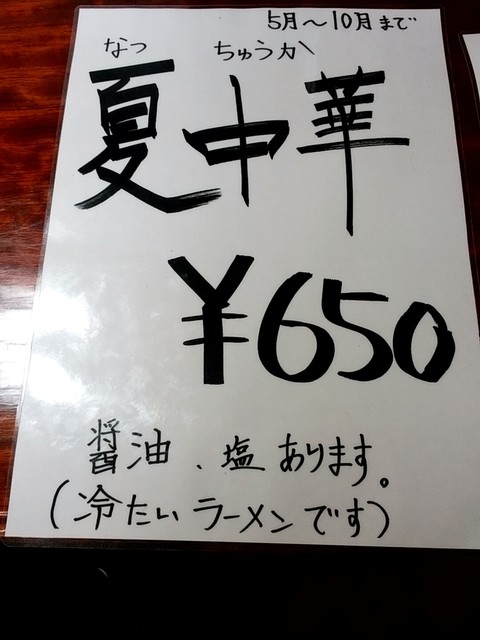 5月〜10月まで
なつ ちゅうか
夏中華
¥650
醤油、塩あります。
(冷たいラーメンです)